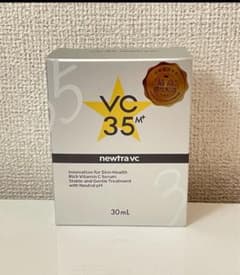 VC
35 M+
newtra vc
Innovation for Skin Health
Rich Vitamin C Serum
Stable and Gentle Treatment
with Neutral pH
30mL